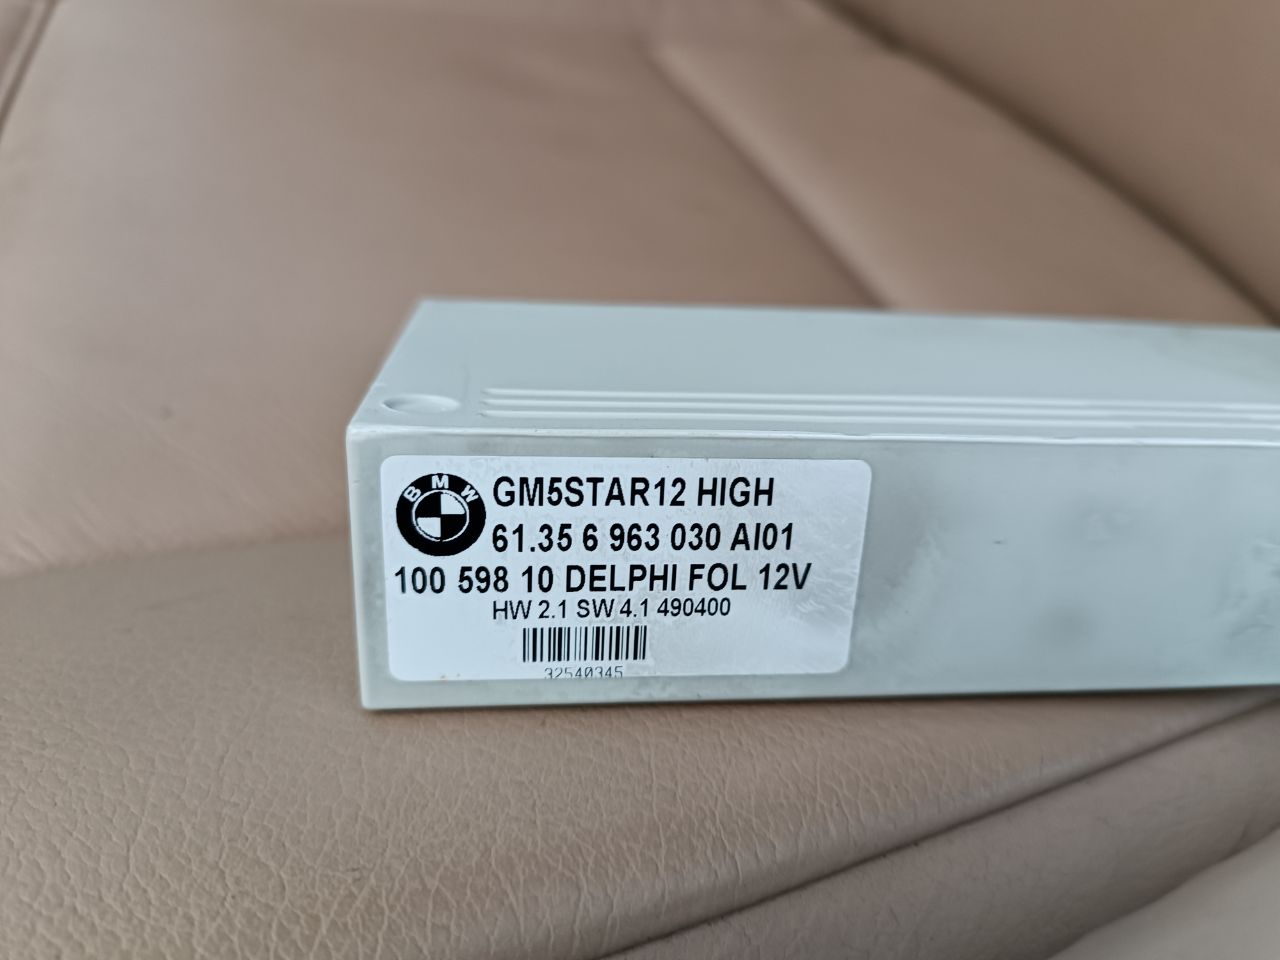 BMW
GM5STAR12 HIGH
61.35 6 963 030 AI01
100 598 10 DELPHI FOL 12V
HW 2.1 SW 4.1 490400
32540345